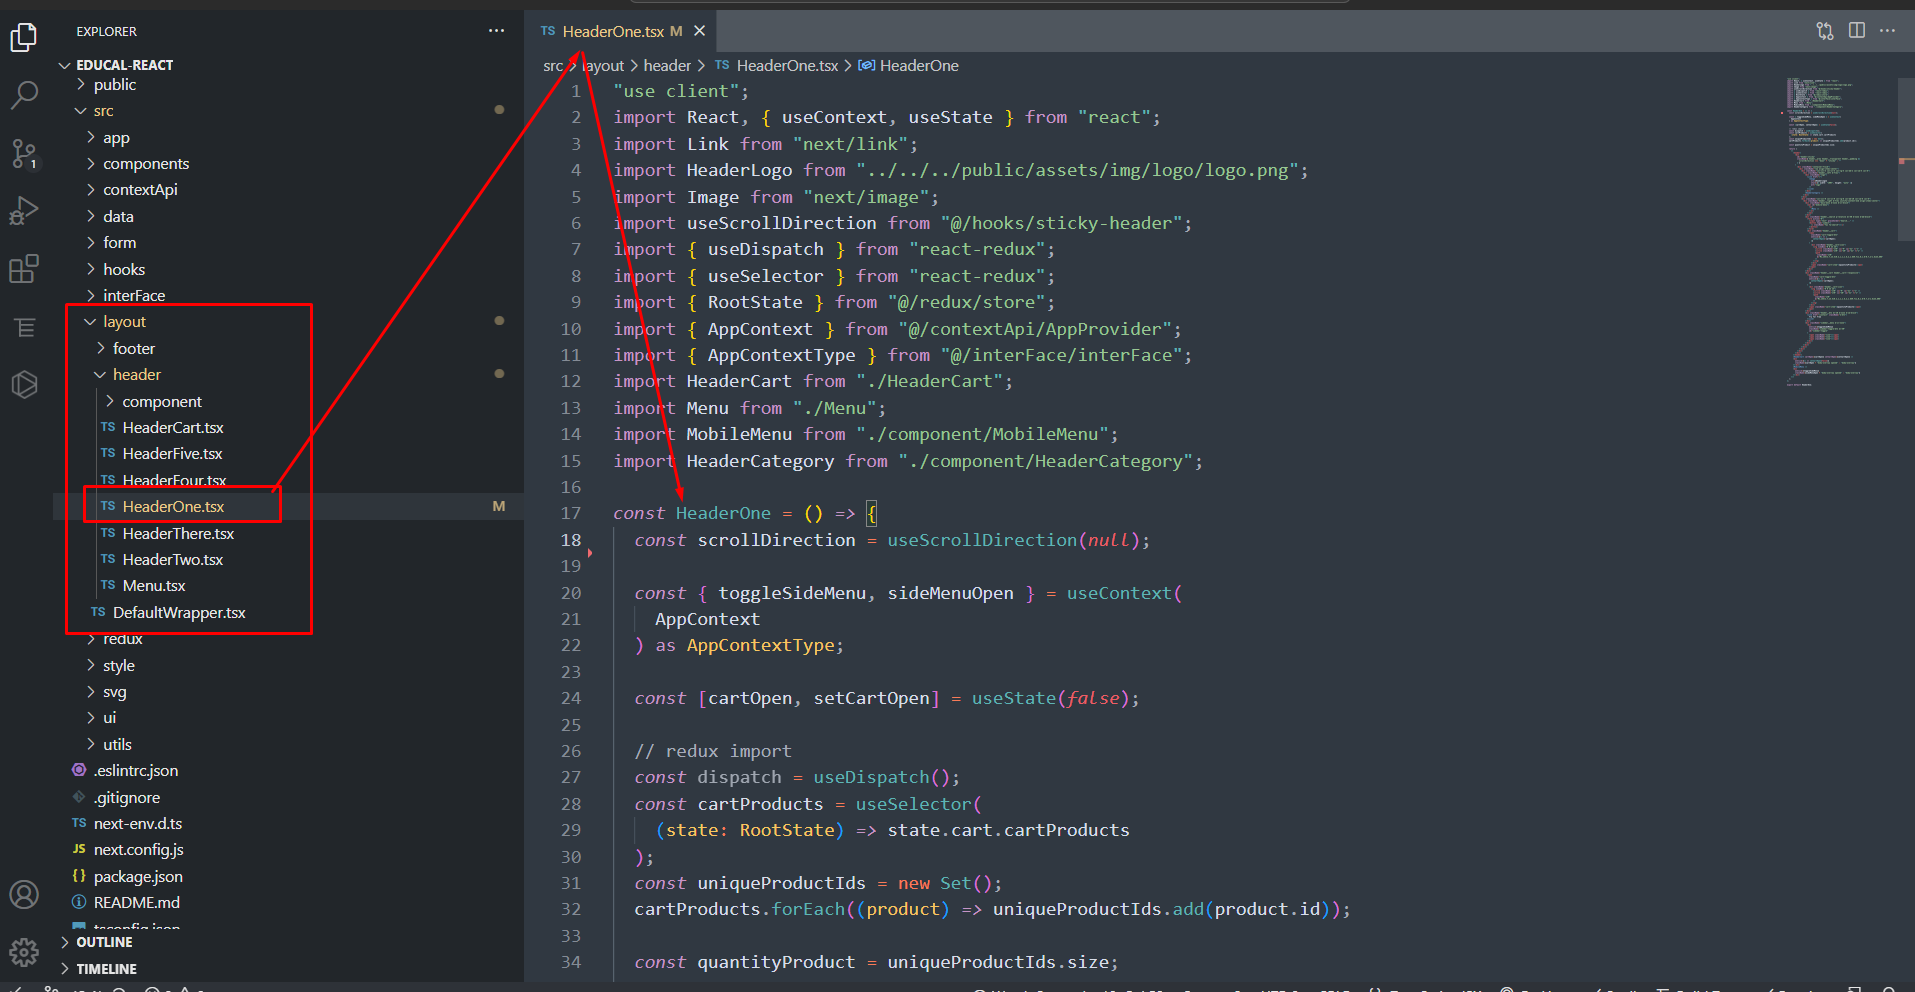 EXPLORER
EDUCAL-REACT
public
src
app
components
contextApi
data
form
hooks
interFace
layout
footer
header
component
TS HeaderCart.tsx
TS HeaderFive.tsx
TS HeaderFour.tsx
TS HeaderOne.tsx M
TS HeaderThere.tsx
TS HeaderTwo.tsx
TS Menu.tsx
TS DefaultWrapper.tsx
redux
style
svg
ui
utils
.eslintrc.json
.gitignore
TS next-env.d.ts
JS next.config.js
{} package.json
README.md
tsconfig.json
OUTLINE
TIMELINE
1
TS HeaderOne.tsx M
src > layout > header > TS HeaderOne.tsx > HeaderOne
1 "use client";
2 import React, { useContext, useState } from "react";
3 import Link from "next/link";
4 import HeaderLogo from "../../../public/assets/img/logo/logo.png";
5 import Image from "next/image";
6 import useScrollDirection from "@/hooks/sticky-header";
7 import { useDispatch } from "react-redux";
8 import { useSelector } from "react-redux";
9 import { RootState } from "@/redux/store";
10 import { AppContext } from "@/contextApi/AppProvider";
11 import { AppContextType } from "@/interFace/interFace";
12 import HeaderCart from "./HeaderCart";
13 import Menu from "./Menu";
14 import MobileMenu from "./component/MobileMenu";
15 import HeaderCategory from "./component/HeaderCategory";
16
17 const HeaderOne = () => {
18 const scrollDirection = useScrollDirection(null);
19
20 const { toggleSideMenu, sideMenuOpen } = useContext(
21 AppContext
22 ) as AppContextType;
23
24 const [cartOpen, setCartOpen] = useState(false);
25
26 // redux import
27 const dispatch = useDispatch();
28 const cartProducts = useSelector(
29 (state: RootState) => state.cart.cartProducts
30 );
31 const uniqueProductIds = new Set();
32 cartProducts.forEach((product) => uniqueProductIds.add(product.id));
33
34 const quantityProduct = uniqueProductIds.size;